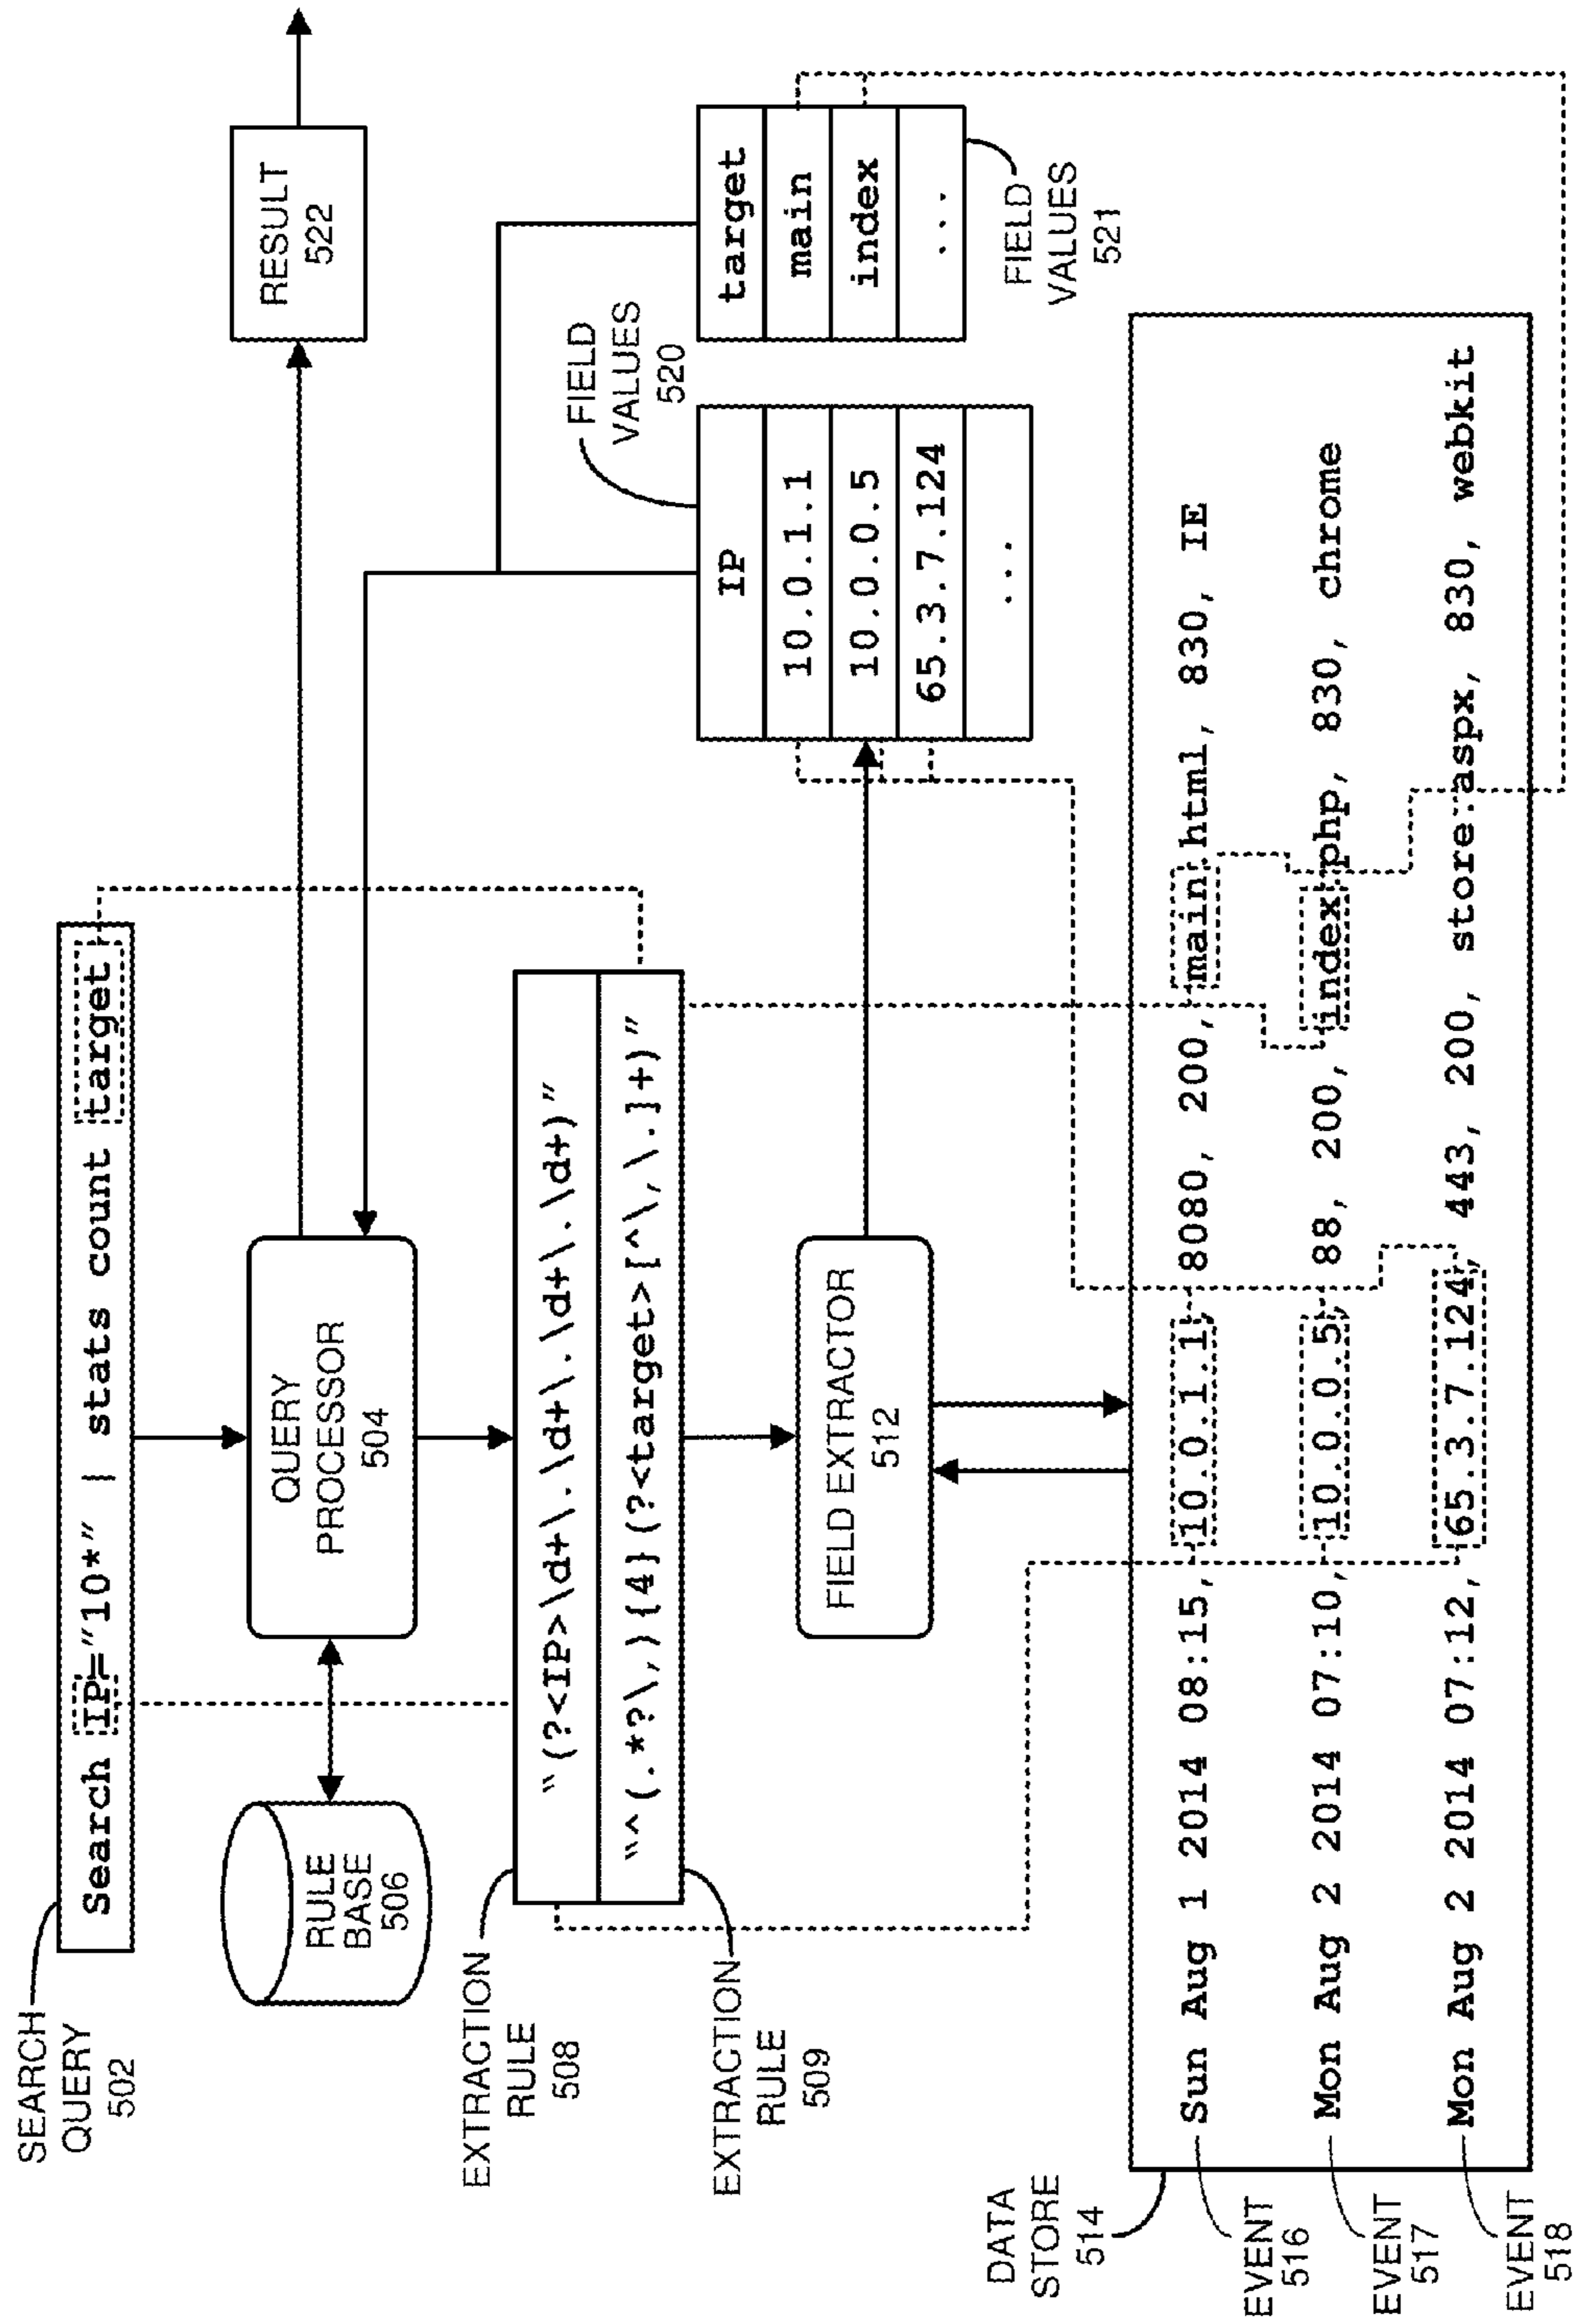 SEARCH
QUERY
502
Search IP="10*" | stats count target
RULE
BASE
506
QUERY
PROCESSOR
504
RESULT
522
EXTRACTION
RULE
508
"(?<IP>\d+\.\d+\.\d+\.\d+)"
"^(.*?\,){4}(?<target>[^\,\.]+)"
EXTRACTION
RULE
509
FIELD
VALUES
520
IP
10.0.1.1
10.0.0.5
65.3.7.124
...
target
main
index
...
FIELD
VALUES
521
FIELD EXTRACTOR
512
DATA
STORE
514
Sun Aug 1 2014 08:15, 10.0.1.1, 8080, 200, main.html, 830, IE
EVENT
516
Mon Aug 2 2014 07:10, 10.0.0.5, 88, 200, index.php, 830, chrome
EVENT
517
Mon Aug 2 2014 07:12, 65.3.7.124, 443, 200, store.aspx, 830, webkit
EVENT
518